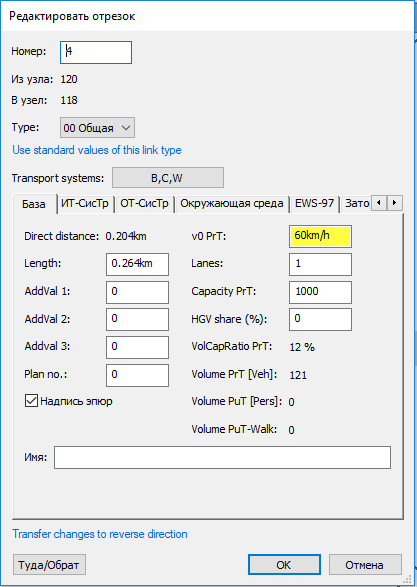 Редактировать отрезок
Номер: 4
Из узла: 120
В узел: 118
Type: 00 Общая
Use standard values of this link type
Transport systems: B,C,W
База ИТ-СисТр ОТ-СисТр Окружающая среда EWS-97 Зато
Direct distance: 0.204km v0 PrT: 60km/h
Length: 0.264km Lanes: 1
AddVal 1: 0 Capacity PrT: 1000
AddVal 2: 0 HGV share (%): 0
Addval 3: 0 VolCapRatio PrT: 12 %
Plan no.: 0 Volume PrT [Veh]: 121
Надпись эпюр Volume PuT [Pers] 0
Volume PuT-Walk: 0
Имя:
Transfer changes to reverse direction
Туда/Обрат OK Отмена